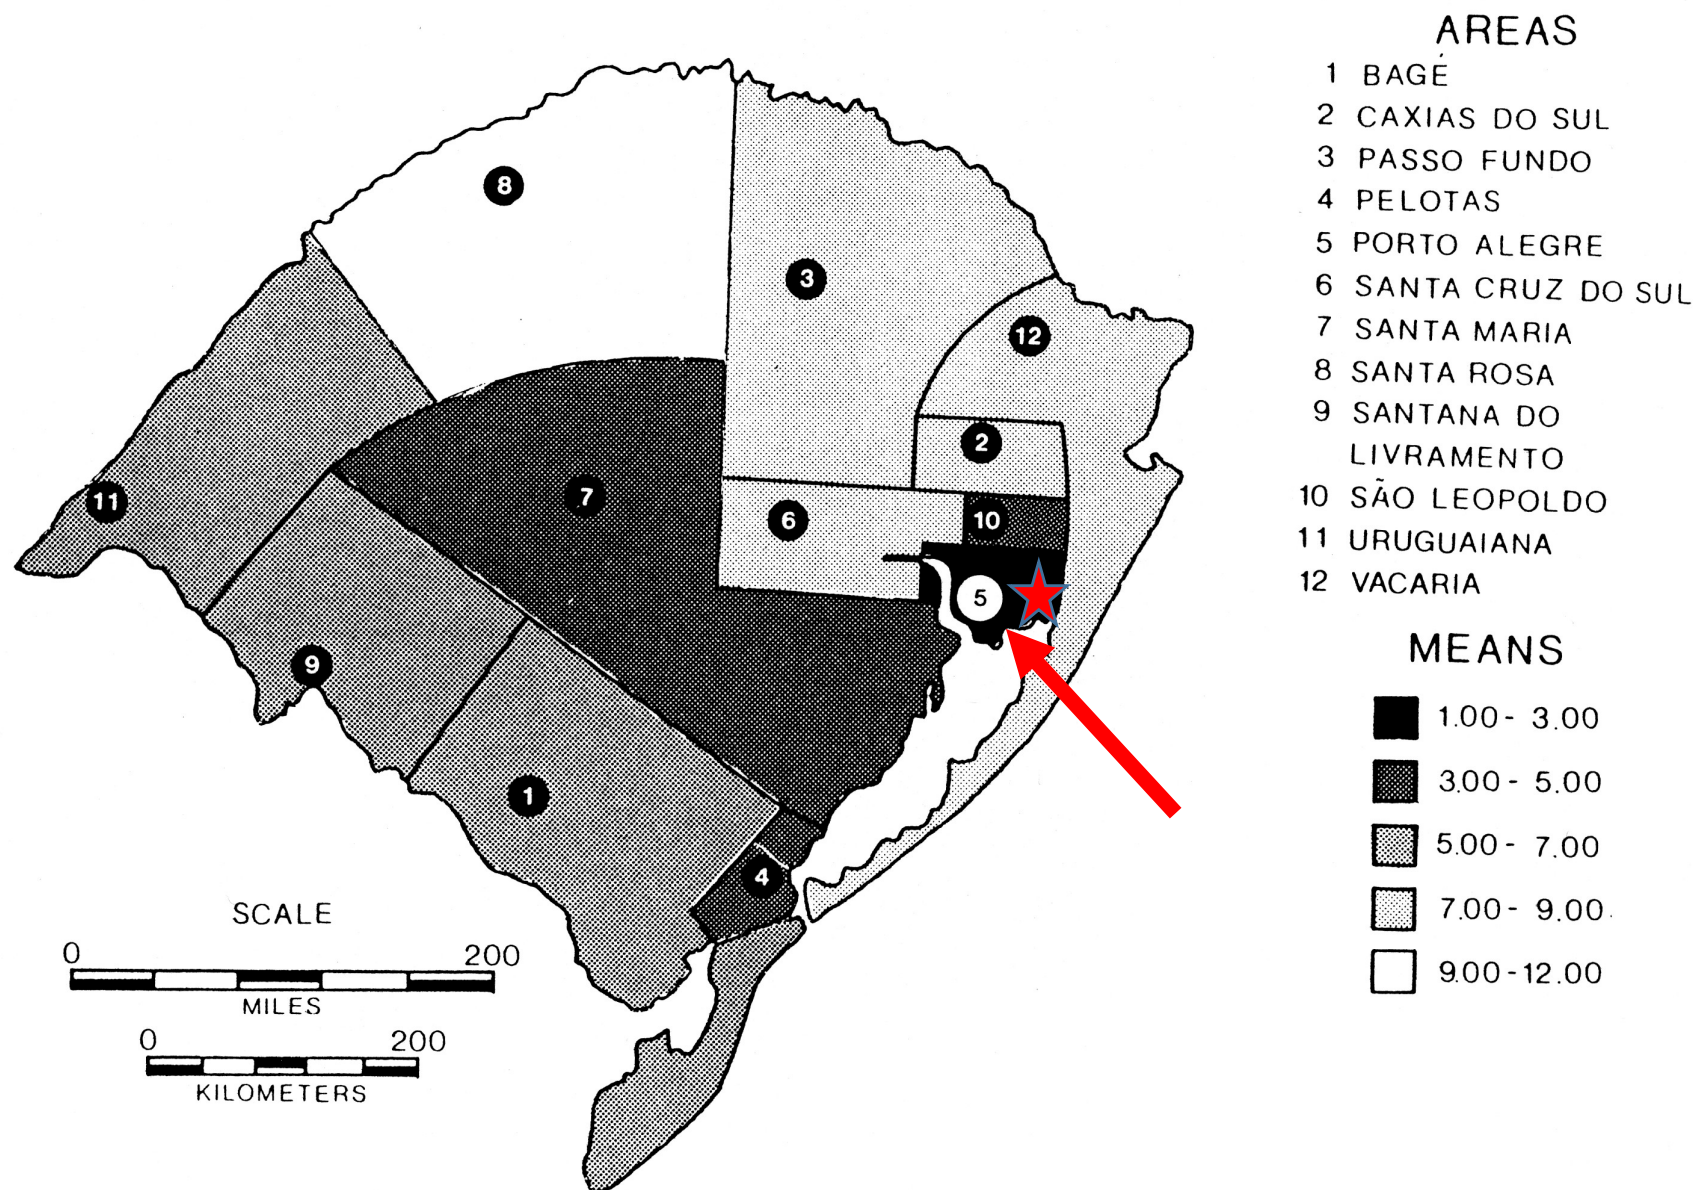 AREAS
1 BAGÉ
2 CAXIAS DO SUL
3 PASSO FUNDO
4 PELOTAS
5 PORTO ALEGRE
6 SANTA CRUZ DO SUL
7 SANTA MARIA
8 SANTA ROSA
9 SANTANA DO
LIVRAMENTO
10 SÃO LEOPOLDO
11 URUGUAIANA
12 VACARIA
MEANS
1.00 - 3.00
3.00 - 5.00
5.00 - 7.00
7.00 - 9.00
9.00 - 12.00
8
3
12
2
11
7
6
10
5
9
1
4
SCALE
0 200
MILES
0 200
KILOMETERS